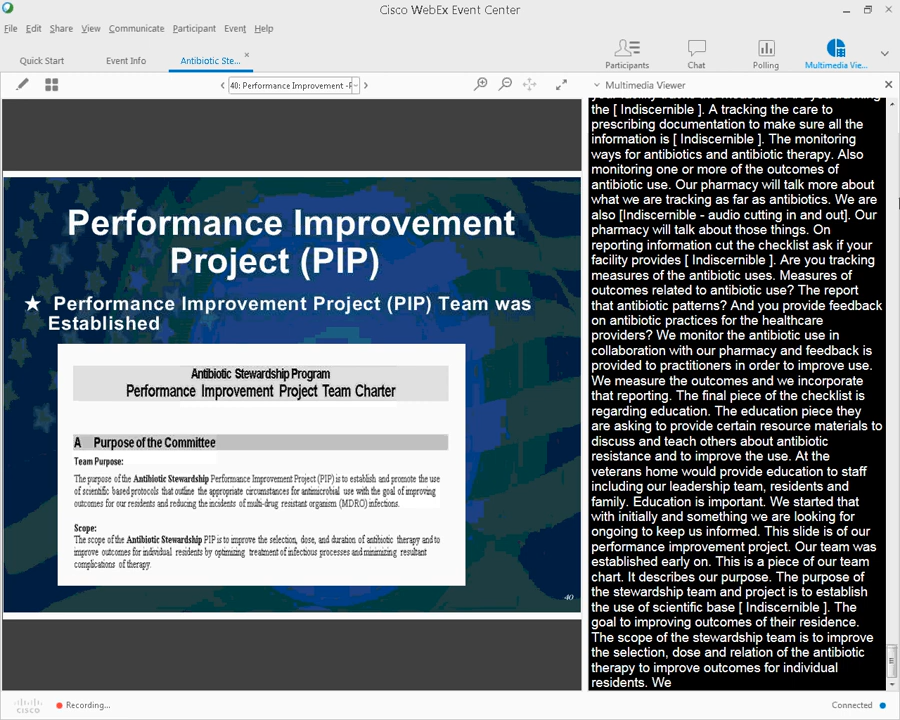 Cisco WebEx Event Center
File Edit Share View Communicate Participant Event Help
Quick Start Event Info Antibiotic Ste... ×
Participants Chat Polling Multimedia Vie...
40: Performance Improvement -F
Performance Improvement
Project (PIP)
★ Performance Improvement Project (PIP) Team was
Established
Antibiotic Stewardship Program
Performance Improvement Project Team Charter
A Purpose of the Committee
Team Purpose:
The purpose of the Antibiotic Stewardship Performance Improvement Project (PIP) is to establish and promote the use
of scientific based protocols that outline the appropriate circumstances for antimicrobial use with the goal of improving
outcomes for our residents and reducing the incidents of multi-drug resistant organism (MDRO) infections.
Scope:
The scope of the Antibiotic Stewardship PIP is to improve the selection, dose, and duration of antibiotic therapy and to
improve outcomes for individual residents by optimizing treatment of infectious processes and minimizing resultant
complications of therapy.
40
Multimedia Viewer
the [ Indiscernible ]. A tracking the care to
prescribing documentation to make sure all the
information is [ Indiscernible ]. The monitoring
ways for antibiotics and antibiotic therapy. Also
monitoring one or more of the outcomes of
antibiotic use. Our pharmacy will talk more about
what we are tracking as far as antibiotics. We are
also [Indiscernible - audio cutting in and out]. Our
pharmacy will talk about those things. On
reporting information cut the checklist ask if your
facility provides [ Indiscernible ]. Are you tracking
measures of the antibiotic uses. Measures of
outcomes related to antibiotic use? The report
that antibiotic patterns? And you provide feedback
on antibiotic practices for the healthcare
providers? We monitor the antibiotic use in
collaboration with our pharmacy and feedback is
provided to practitioners in order to improve use.
We measure the outcomes and we incorporate
that reporting. The final piece of the checklist is
regarding education. The education piece they
are asking to provide certain resource materials to
discuss and teach others about antibiotic
resistance and to improve the use. At the
veterans home would provide education to staff
including our leadership team, residents and
family. Education is important. We started that
with initially and something we are looking for
ongoing to keep us informed. This slide is of our
performance improvement project. Our team was
established early on. This is a piece of our team
chart. It describes our purpose. The purpose of
the stewardship team and project is to establish
the use of scientific base [ Indiscernible ]. The
goal to improving outcomes of their residence.
The scope of the stewardship team is to improve
the selection, dose and relation of the antibiotic
therapy to improve outcomes for individual
residents. We
cisco Recording... Connected